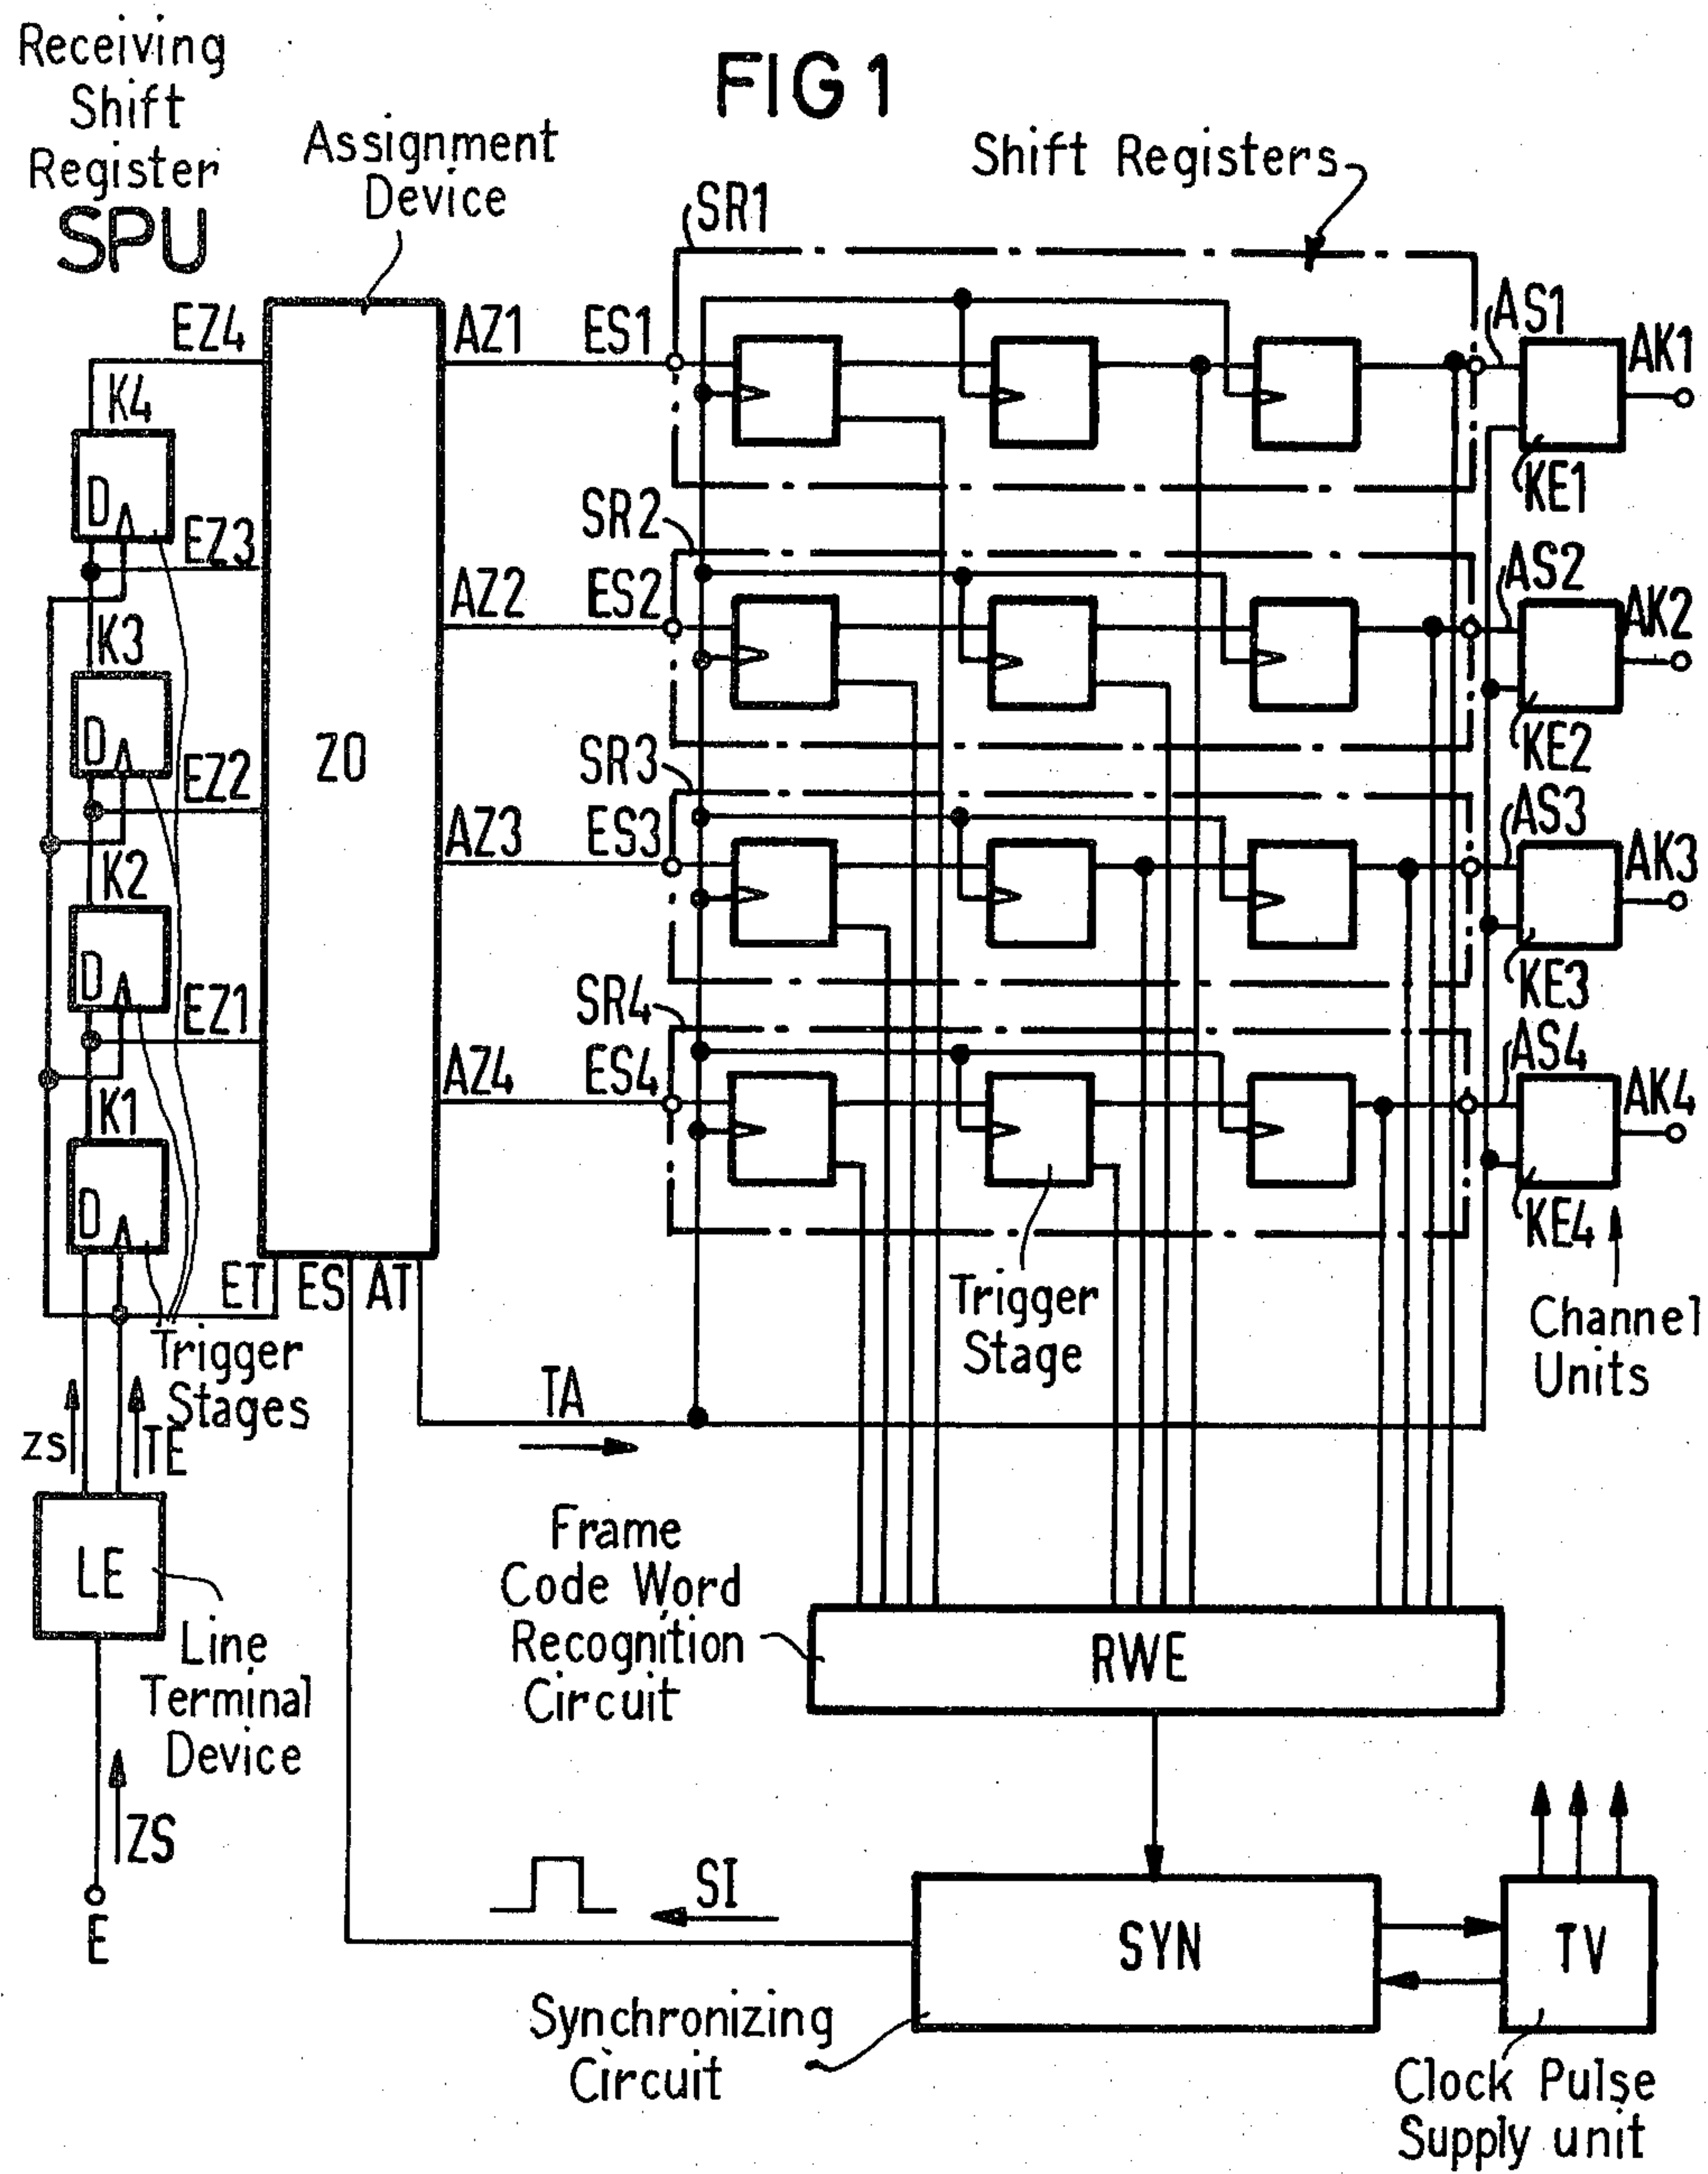 FIG 1
Receiving
Shift
Register
SPU
Assignment
Device
Shift Registers
SR1
EZ4
AZ1
ES1
AS1
AK1
K4
D
KE1
EZ3
SR2
AZ2
ES2
AS2
AK2
K3
D
KE2
EZ2
ZO
SR3
AZ3
ES3
AS3
AK3
K2
D
KE3
EZ1
SR4
AZ4
ES4
AS4
AK4
K1
D
KE4
ET
ES
AT
Trigger
Stage
Channel
Units
Trigger
Stages
TA
zs
TE
LE
Line
Terminal
Device
Frame
Code Word
Recognition
Circuit
RWE
ZS
E
SI
SYN
TV
Synchronizing
Circuit
Clock Pulse
Supply unit